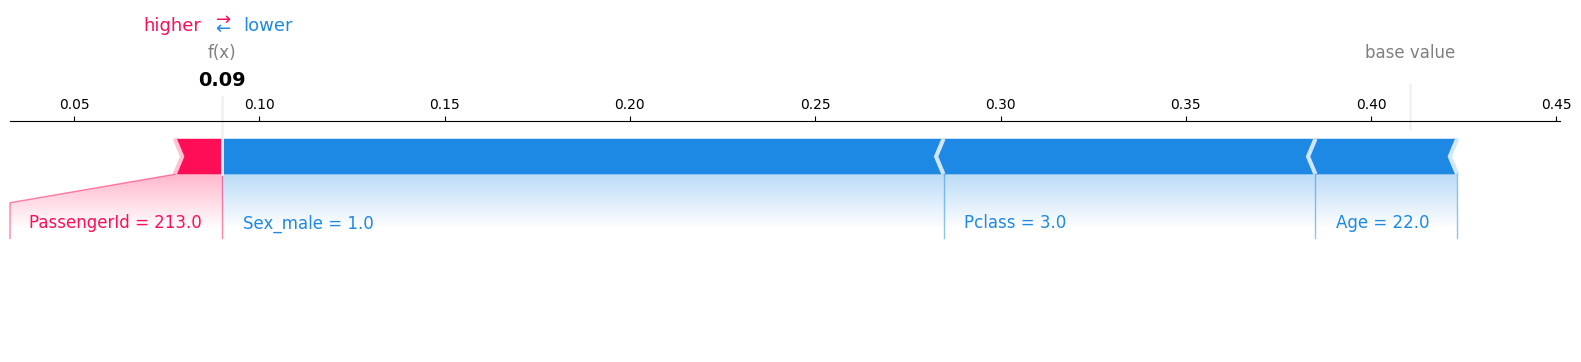 higher ⇄ lower
f(x) base value
0.09
0.05 0.10 0.15 0.20 0.25 0.30 0.35 0.40 0.45
PassengerId = 213.0 Sex_male = 1.0 Pclass = 3.0 Age = 22.0